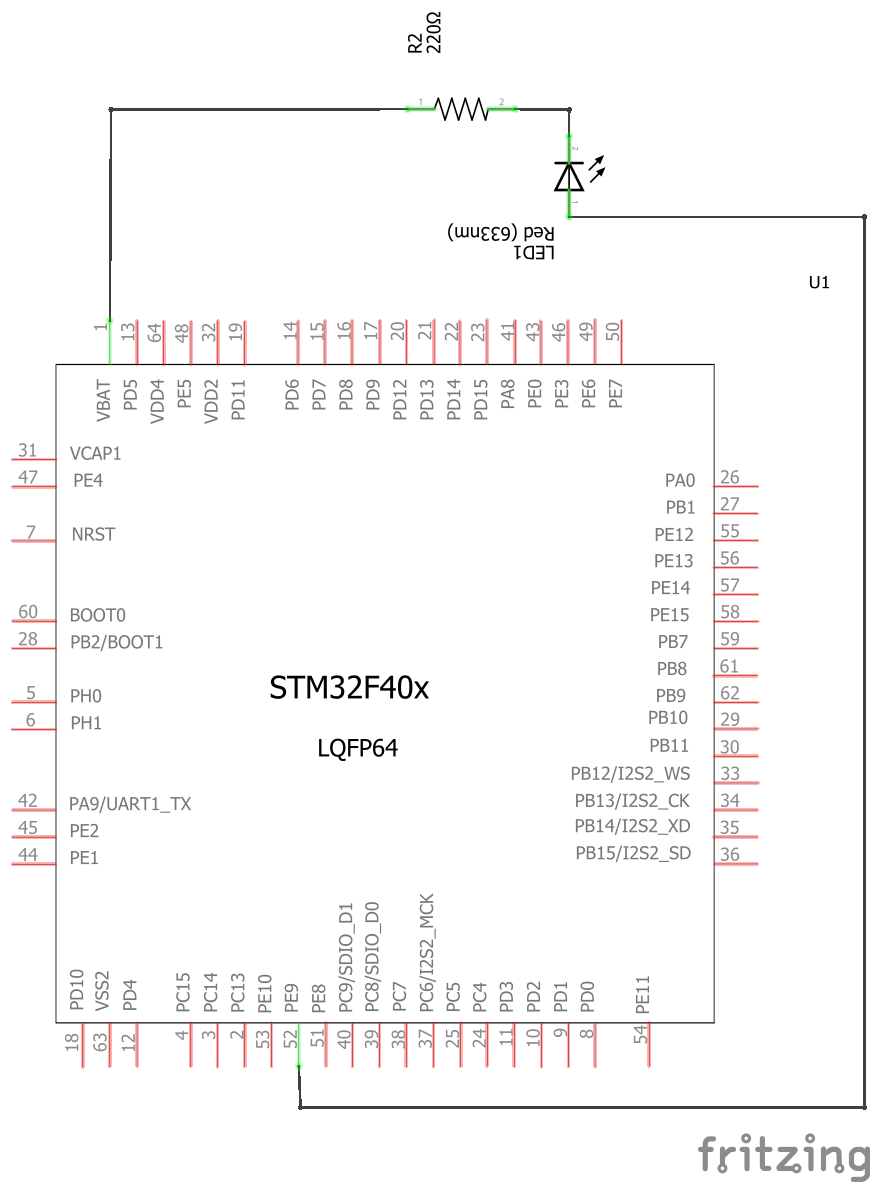 R2
220Ω
1
2
2
1
LED1
Red (633nm)
U1
1
13
64
48
32
19
14
15
16
17
20
21
22
23
41
43
46
49
50
VBAT
PD5
VDD4
PE5
VDD2
PD11
PD6
PD7
PD8
PD9
PD12
PD13
PD14
PD15
PA8
PE0
PE3
PE6
PE7
31 VCAP1
47 PE4
7 NRST
60 BOOT0
28 PB2/BOOT1
5 PH0
6 PH1
42 PA9/UART1_TX
45 PE2
44 PE1
PA0 26
PB1 27
PE12 55
PE13 56
PE14 57
PE15 58
PB7 59
PB8 61
PB9 62
PB10 29
PB11 30
PB12/I2S2_WS 33
PB13/I2S2_CK 34
PB14/I2S2_XD 35
PB15/I2S2_SD 36
STM32F40x
LQFP64
PD10
VSS2
PD4
PC15
PC14
PC13
PE10
PE9
PE8
PC9/SDIO_D1
PC8/SDIO_D0
PC7
PC6/I2S2_MCK
PC5
PC4
PD3
PD2
PD1
PD0
PE11
18
63
12
4
3
2
53
52
51
40
39
38
37
25
24
11
10
9
8
54
fritzing